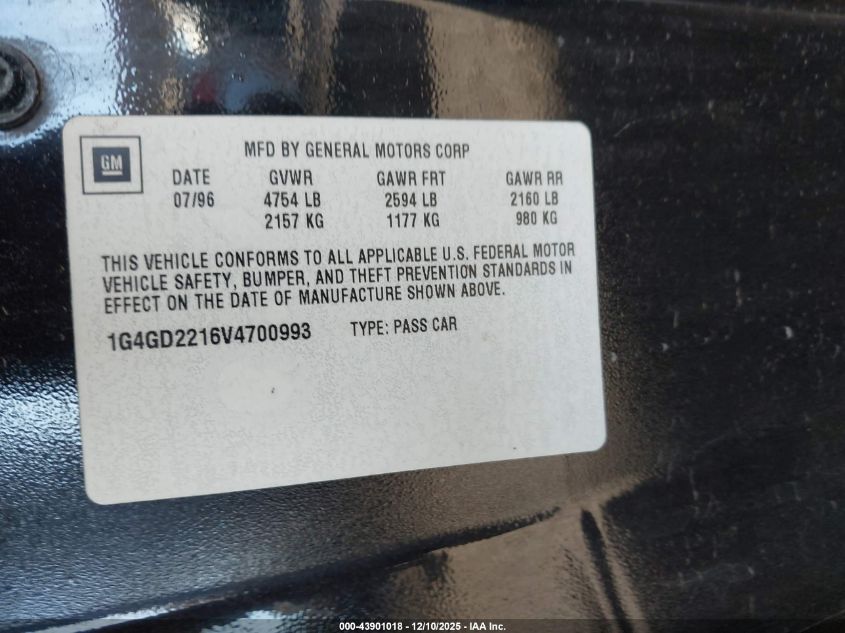 GM
MFD BY GENERAL MOTORS CORP
DATE GVWR GAWR FRT GAWR RR
07/96 4754 LB 2594 LB 2160 LB
2157 KG 1177 KG 980 KG
THIS VEHICLE CONFORMS TO ALL APPLICABLE U.S. FEDERAL MOTOR
VEHICLE SAFETY, BUMPER, AND THEFT PREVENTION STANDARDS IN
EFFECT ON THE DATE OF MANUFACTURE SHOWN ABOVE.
1G4GD2216V4700993 TYPE: PASS CAR
000-43901018 - 12/10/2025 - IAA Inc.